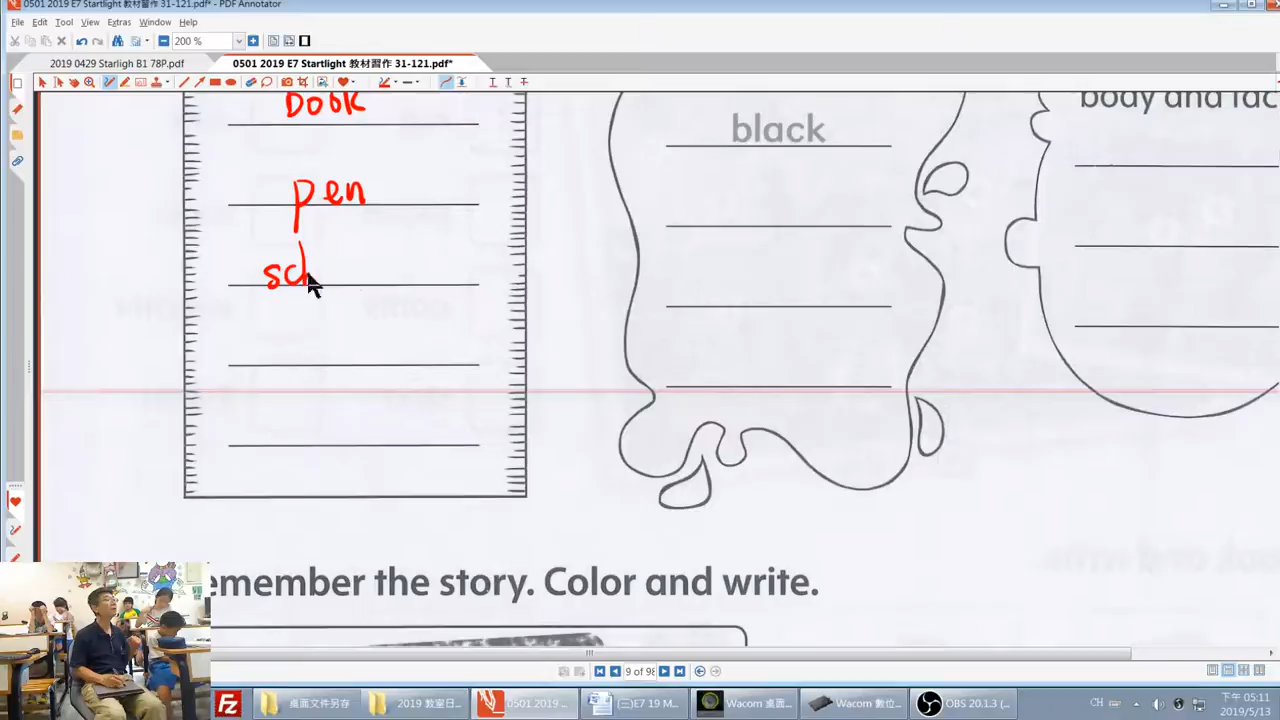 0501 2019 E7 Startlight 教材習作 31-121.pdf* - PDF Annotator
File Edit Tool View Extras Window Help
200 %
2019 0429 Starligh B1 78P.pdf
0501 2019 E7 Startlight 教材習作 31-121.pdf*
book
pen
sch
black
body and fac
emember the story. Color and write.
9 of 98
桌面文件另存
2019 教室日...
0501 2019 ...
(三)E7 19 M...
Wacom 桌面...
Wacom 數位...
OBS 20.1.3 (...
CH
下午 05:11
2019/5/13